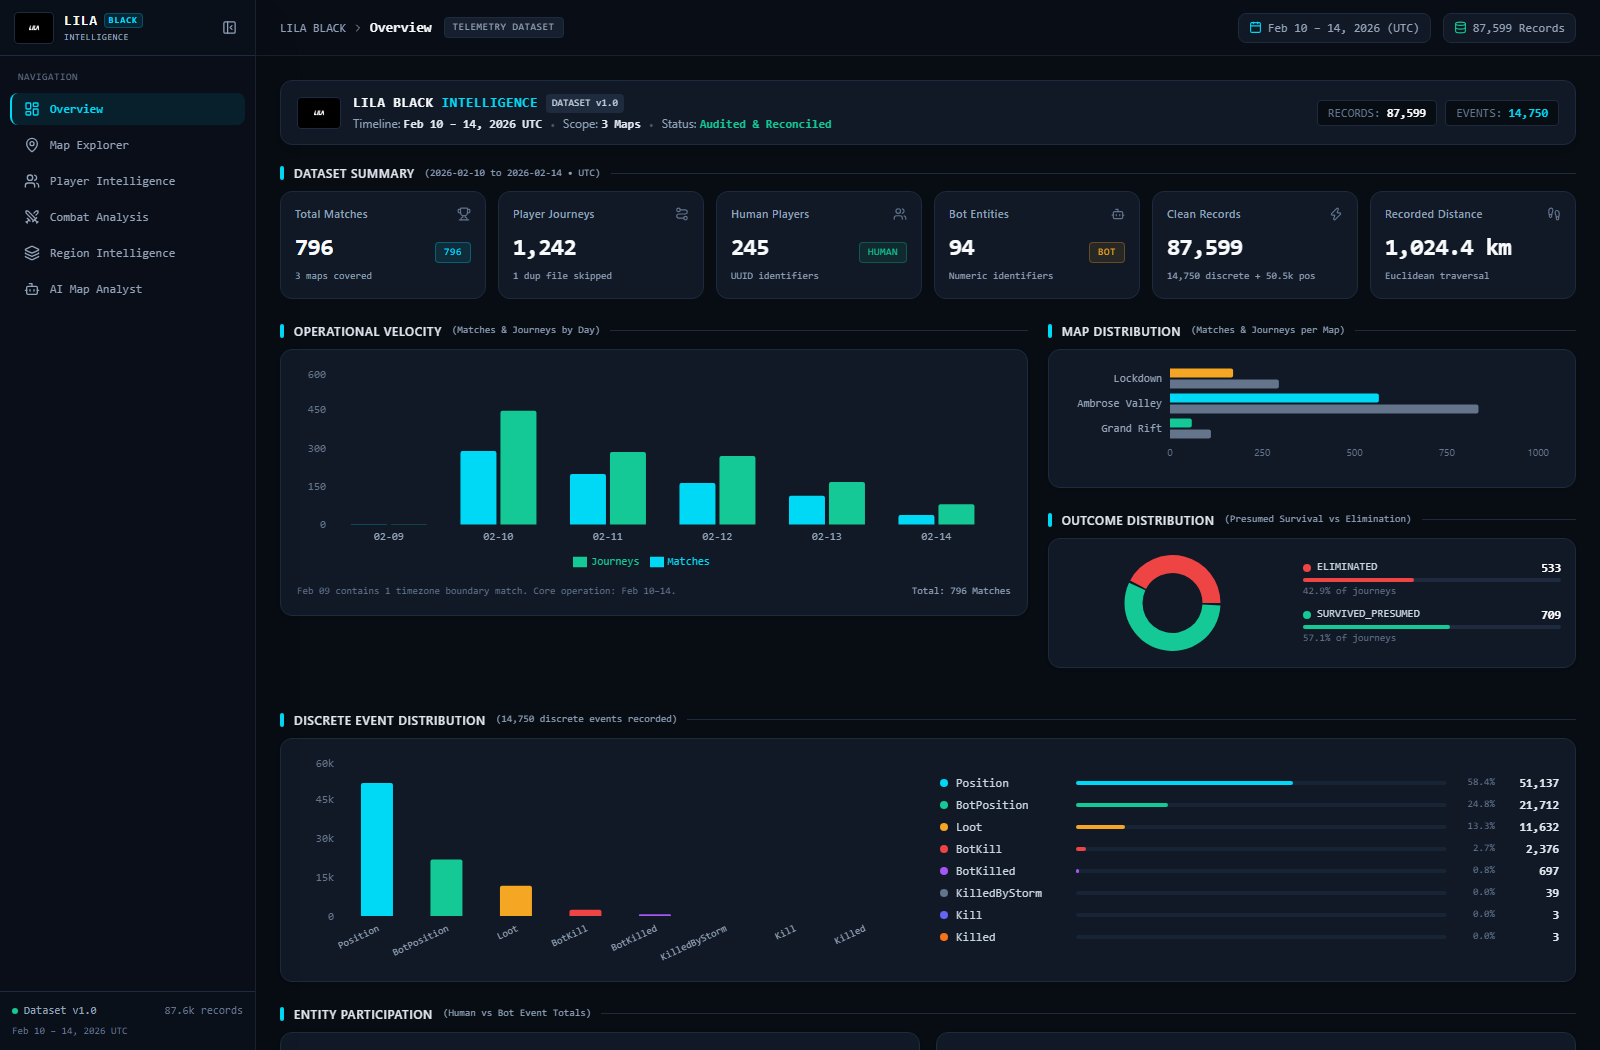 LILA
LILA BLACK
INTELLIGENCE
LILA BLACK > Overview TELEMETRY DATASET
Feb 10 – 14, 2026 (UTC)
87,599 Records
NAVIGATION
Overview
Map Explorer
Player Intelligence
Combat Analysis
Region Intelligence
AI Map Analyst
Dataset v1.0 87.6k records
Feb 10 – 14, 2026 UTC
LILA
LILA BLACK INTELLIGENCE DATASET v1.0
Timeline: Feb 10 – 14, 2026 UTC • Scope: 3 Maps • Status: Audited & Reconciled
RECORDS: 87,599
EVENTS: 14,750
DATASET SUMMARY (2026-02-10 to 2026-02-14 • UTC)
Total Matches
796
796
3 maps covered
Player Journeys
1,242
1 dup file skipped
Human Players
245
HUMAN
UUID identifiers
Bot Entities
94
BOT
Numeric identifiers
Clean Records
87,599
14,750 discrete + 50.5k pos
Recorded Distance
1,024.4 km
Euclidean traversal
OPERATIONAL VELOCITY (Matches & Journeys by Day)
600
450
300
150
0
02-09 02-10 02-11 02-12 02-13 02-14
Journeys Matches
Feb 09 contains 1 timezone boundary match. Core operation: Feb 10–14.
Total: 796 Matches
MAP DISTRIBUTION (Matches & Journeys per Map)
Lockdown
Ambrose Valley
Grand Rift
0 250 500 750 1000
OUTCOME DISTRIBUTION (Presumed Survival vs Elimination)
ELIMINATED 533
42.9% of journeys
SURVIVED_PRESUMED 709
57.1% of journeys
DISCRETE EVENT DISTRIBUTION (14,750 discrete events recorded)
60k
45k
30k
15k
0
Position BotPosition Loot BotKill BotKilled KilledByStorm Kill Killed
Position 58.4% 51,137
BotPosition 24.8% 21,712
Loot 13.3% 11,632
BotKill 2.7% 2,376
BotKilled 0.8% 697
KilledByStorm 0.0% 39
Kill 0.0% 3
Killed 0.0% 3
ENTITY PARTICIPATION (Human vs Bot Event Totals)